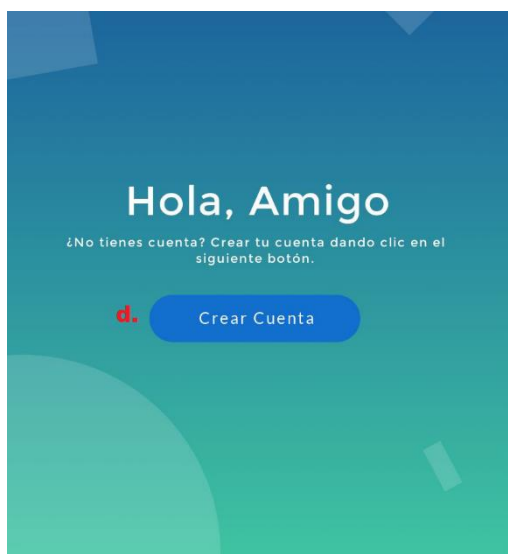 Hola, Amigo
¿No tienes cuenta? Crear tu cuenta dando clic en el
siguiente botón.
d. Crear Cuenta